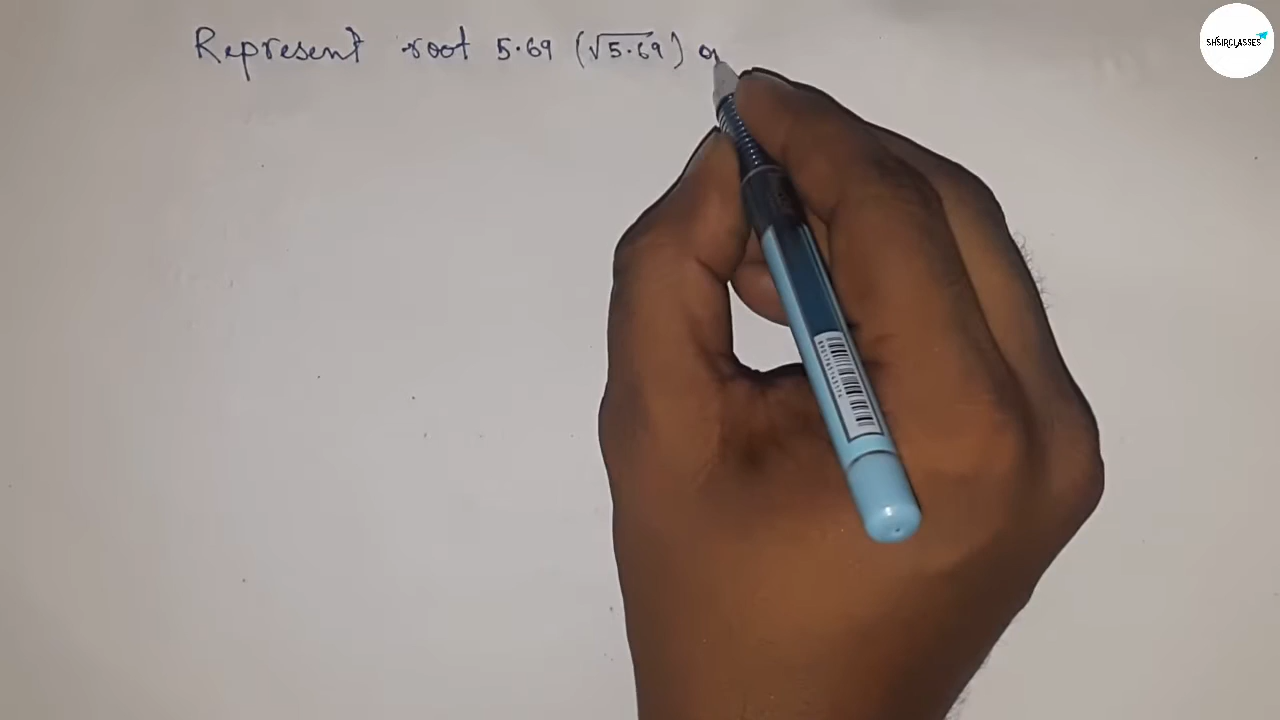 Represent root 5.69 (√5.69) o
SHSIRCLASSES